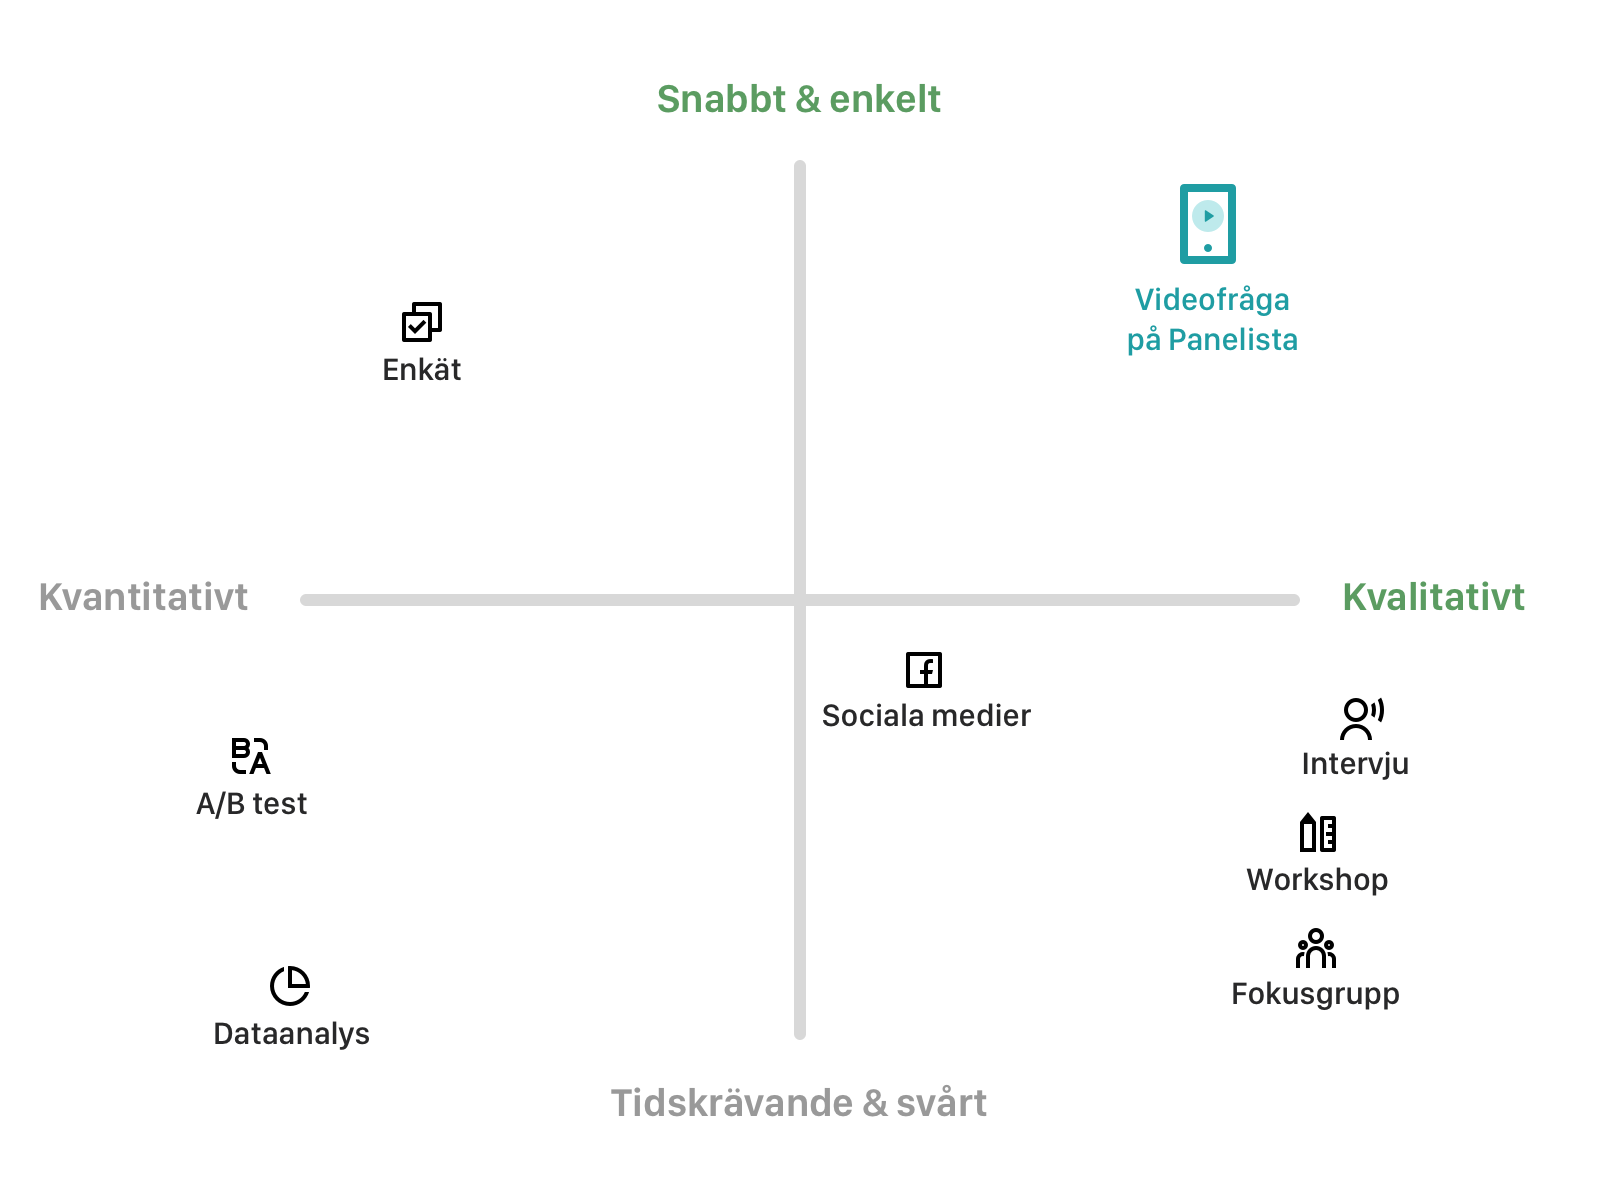 Snabbt & enkelt
Videofråga
på Panelista
Enkät
Kvantitativt
Kvalitativt
Sociala medier
Intervju
A/B test
Workshop
Fokusgrupp
Dataanalys
Tidskrävande & svårt